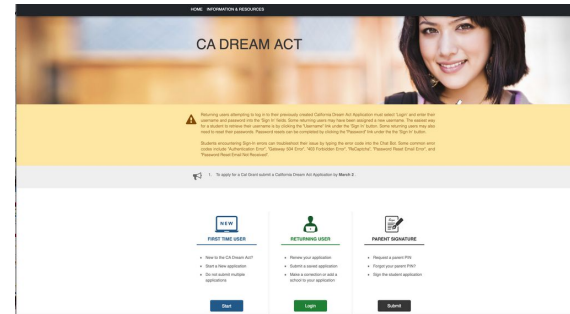 HOME INFORMATION & RESOURCES
CA DREAM ACT
Returning users attempting to log in to their previously created California Dream Act Application must select 'Login' and enter their
username and password into the 'Sign In' fields. Some returning users may have been assigned a new username. The easiest way
for a student to retrieve their username is by clicking the "Username" link under the 'Sign In' button. Some returning users may also
need to reset their passwords. Password resets can be completed by clicking the "Password" link under the the 'Sign In' button.
Students encountering Sign-In errors can troubleshoot their issue by typing the error code into the Chat Bot. Some common error
codes include "Authentication Error", "Gateway 504 Error", "403 Forbidden Error", "ReCaptcha", "Password Reset Email Error", and
"Password Reset Email Not Received".
1. To apply for a Cal Grant submit a California Dream Act Application by March 2.
NEW
FIRST TIME USER
New to the CA Dream Act?
Start a New application
Do not submit multiple
applications
Start
RETURNING USER
Renew your application
Submit a saved application
Make a correction or add a
school to your application
Login
PARENT SIGNATURE
Request a parent PIN
Forgot your parent PIN?
Sign the student application
Submit